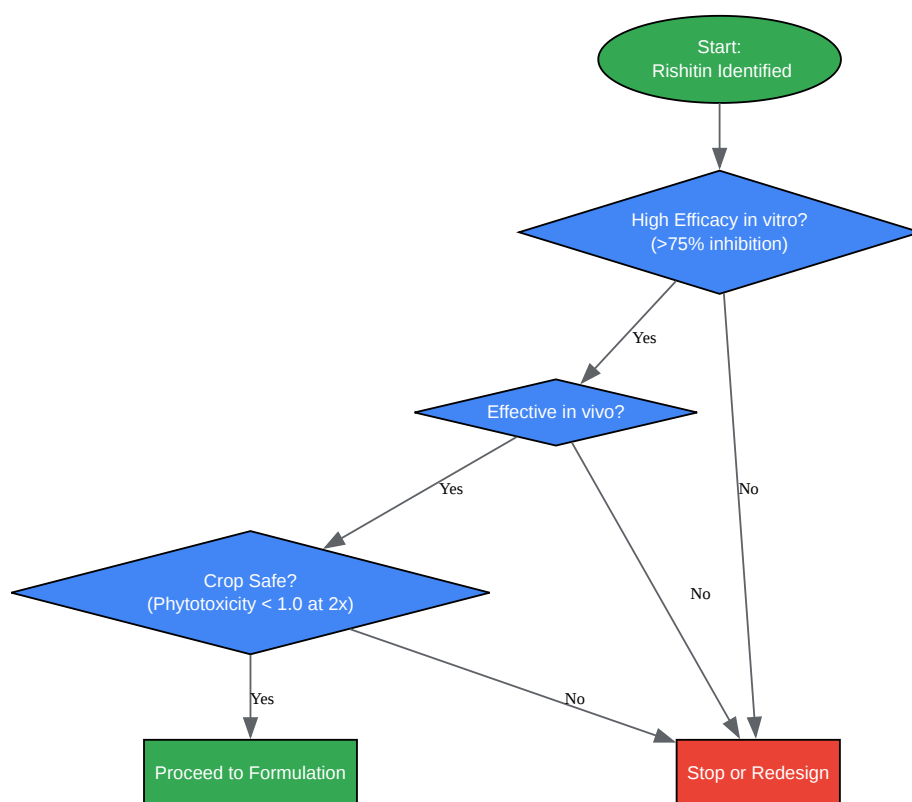 Start:
Rishitin Identified
High Efficacy in vitro?
(>75% inhibition)
Yes
Effective in vivo?
Yes
No
Crop Safe?
(Phytotoxicity < 1.0 at 2x)
No
Yes
No
Proceed to Formulation
Stop or Redesign